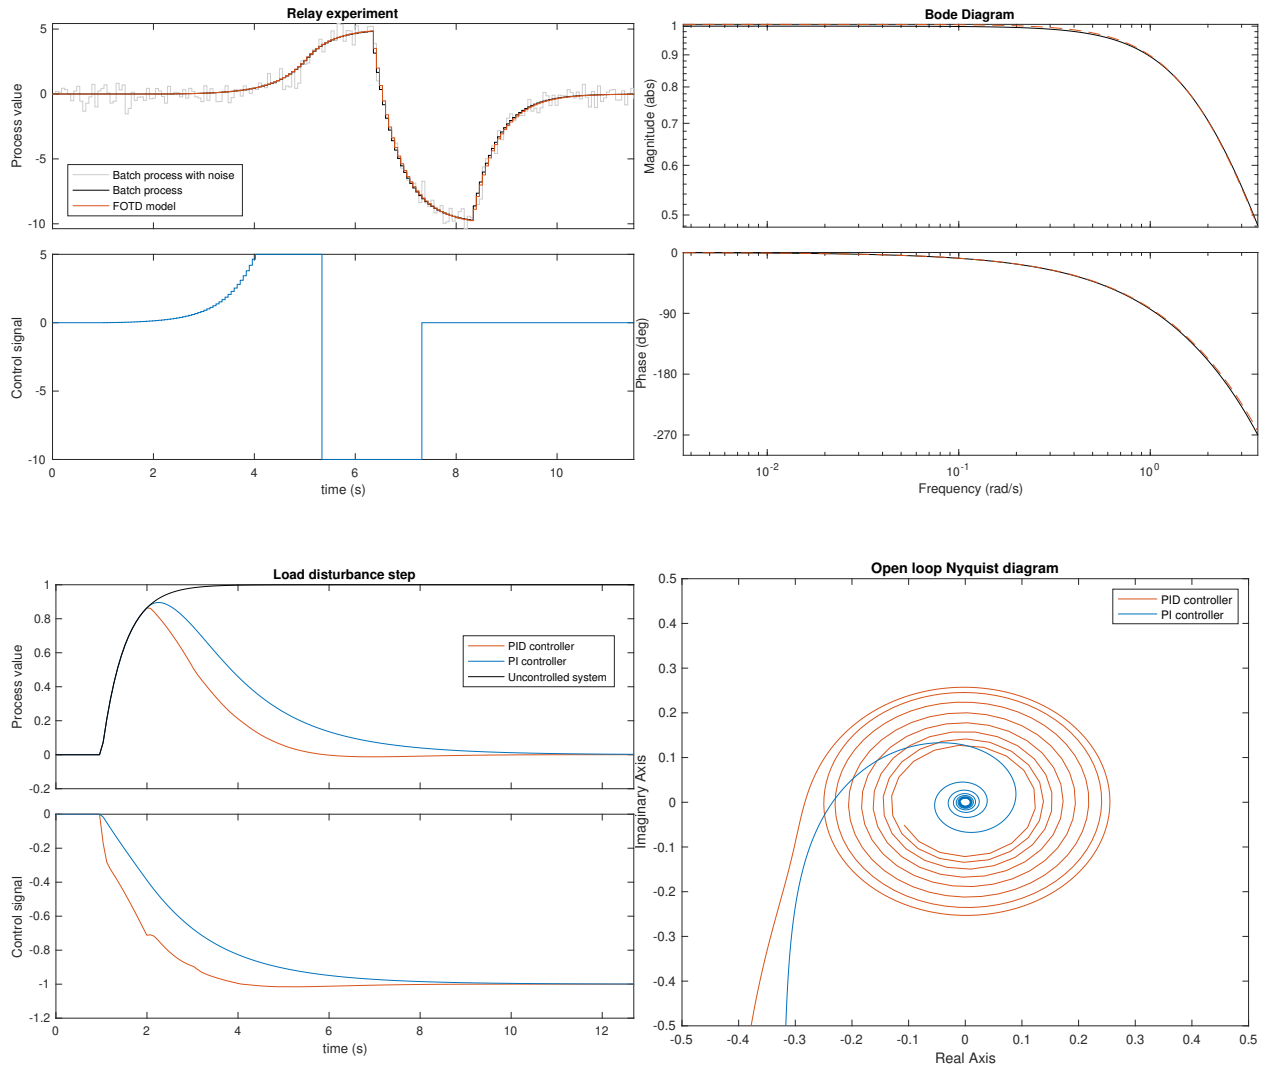 Relay experiment
5
0
-5
-10
Process value
Batch process with noise
Batch process
FOTD model
5
0
-5
-10
Control signal
0 2 4 6 8 10
time (s)
Bode Diagram
1
0.9
0.8
0.7
0.6
0.5
Magnitude (abs)
0
-90
-180
-270
Phase (deg)
10-2 10-1 100
Frequency (rad/s)
Load disturbance step
1
0.8
0.6
0.4
0.2
0
-0.2
Process value
PID controller
PI controller
Uncontrolled system
0
-0.2
-0.4
-0.6
-0.8
-1
-1.2
Control signal
0 2 4 6 8 10 12
time (s)
Open loop Nyquist diagram
0.5
0.4
0.3
0.2
0.1
0
-0.1
-0.2
-0.3
-0.4
-0.5
Imaginary Axis
PID controller
PI controller
-0.5 -0.4 -0.3 -0.2 -0.1 0 0.1 0.2 0.3 0.4 0.5
Real Axis